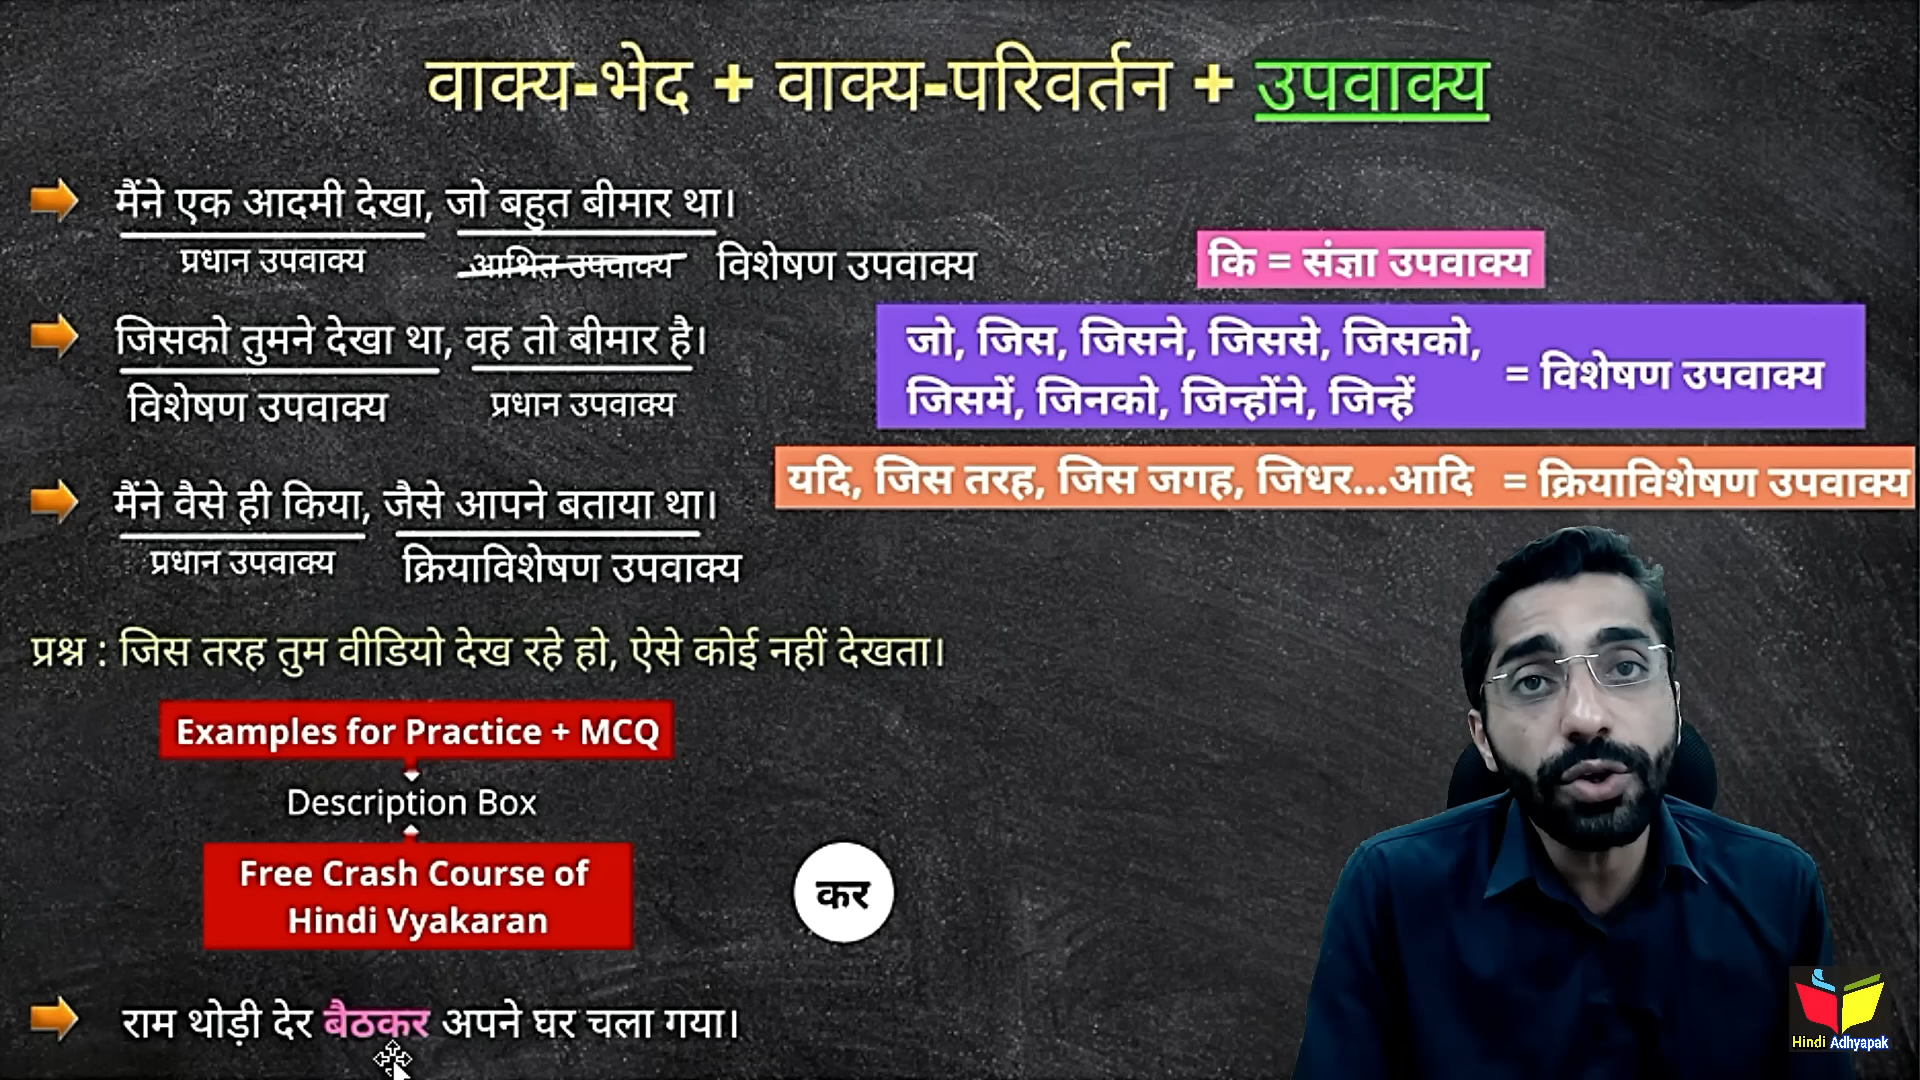 वाक्य-भेद + वाक्य-परिवर्तन + उपवाक्य
मैंने एक आदमी देखा, जो बहुत बीमार था।
प्रधान उपवाक्य आश्रित उपवाक्य विशेषण उपवाक्य
कि = संज्ञा उपवाक्य
जिसको तुमने देखा था, वह तो बीमार है।
विशेषण उपवाक्य प्रधान उपवाक्य
जो, जिस, जिसने, जिससे, जिसको,
जिसमें, जिनको, जिन्होंने, जिन्हें
= विशेषण उपवाक्य
यदि, जिस तरह, जिस जगह, जिधर...आदि = क्रियाविशेषण उपवाक्य
मैंने वैसे ही किया, जैसे आपने बताया था।
प्रधान उपवाक्य क्रियाविशेषण उपवाक्य
प्रश्न : जिस तरह तुम वीडियो देख रहे हो, ऐसे कोई नहीं देखता।
Examples for Practice + MCQ
Description Box
Free Crash Course of
Hindi Vyakaran
कर
राम थोड़ी देर बैठकर अपने घर चला गया।
Hindi Adhyapak